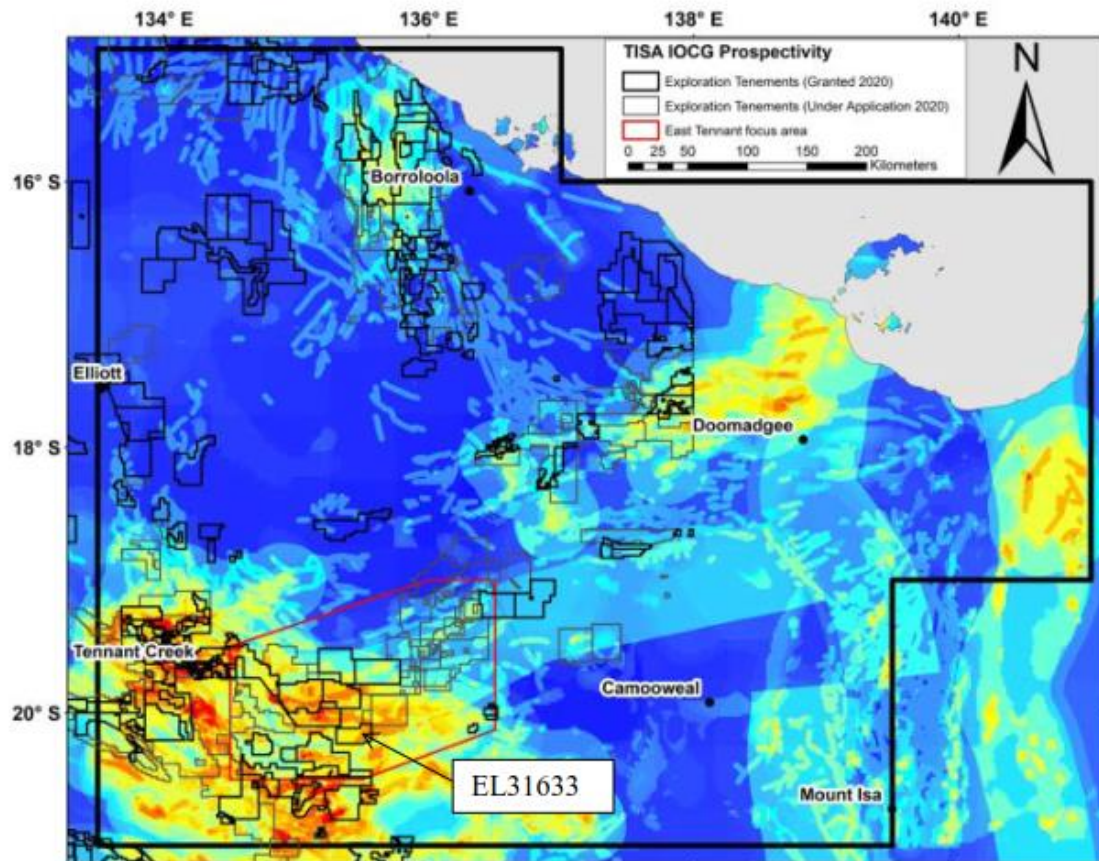 134° E 136° E 138° E 140° E
TISA IOCG Prospectivity
Exploration Tenements (Granted 2020)
Exploration Tenements (Under Application 2020)
East Tennant focus area
0 25 50 100 150 200
Kilometers
N
16° S
Borroloola
Elliott
18° S
Doomadgee
Tennant Creek
20° S
Camooweal
EL31633
Mount Isa